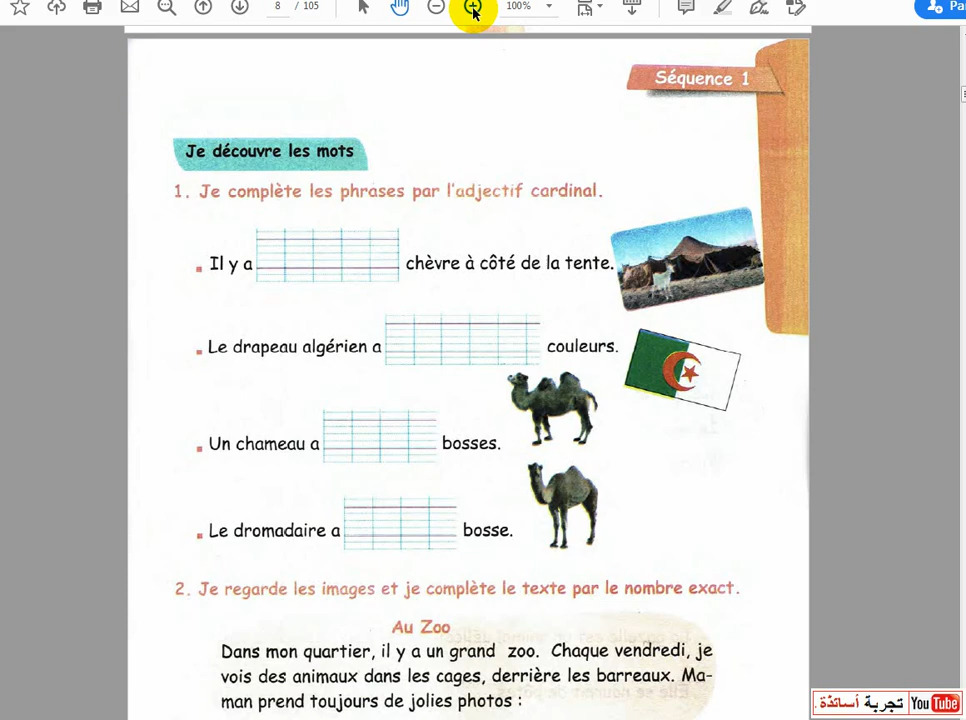 8 / 105
100%
Pa
Séquence 1
Je découvre les mots
1. Je complète les phrases par l'adjectif cardinal.
Il y a chèvre à côté de la tente.
Le drapeau algérien a couleurs.
Un chameau a bosses.
Le dromadaire a bosse.
2. Je regarde les images et je complète le texte par le nombre exact.
Au Zoo
Dans mon quartier, il y a un grand zoo. Chaque vendredi, je
vois des animaux dans les cages, derrière les barreaux. Ma-
man prend toujours de jolies photos :
تجربة أساتذة. YouTube